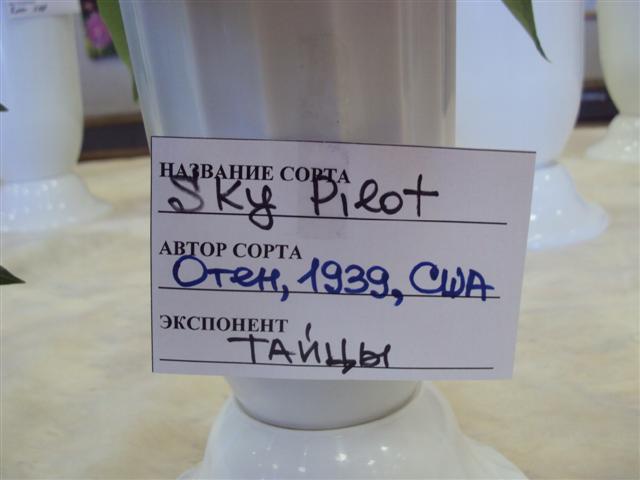 НАЗВАНИЕ СОРТА
Sky Pilot
АВТОР СОРТА
Отен, 1939, США
ЭКСПОНЕНТ
ТАЙЦЫ